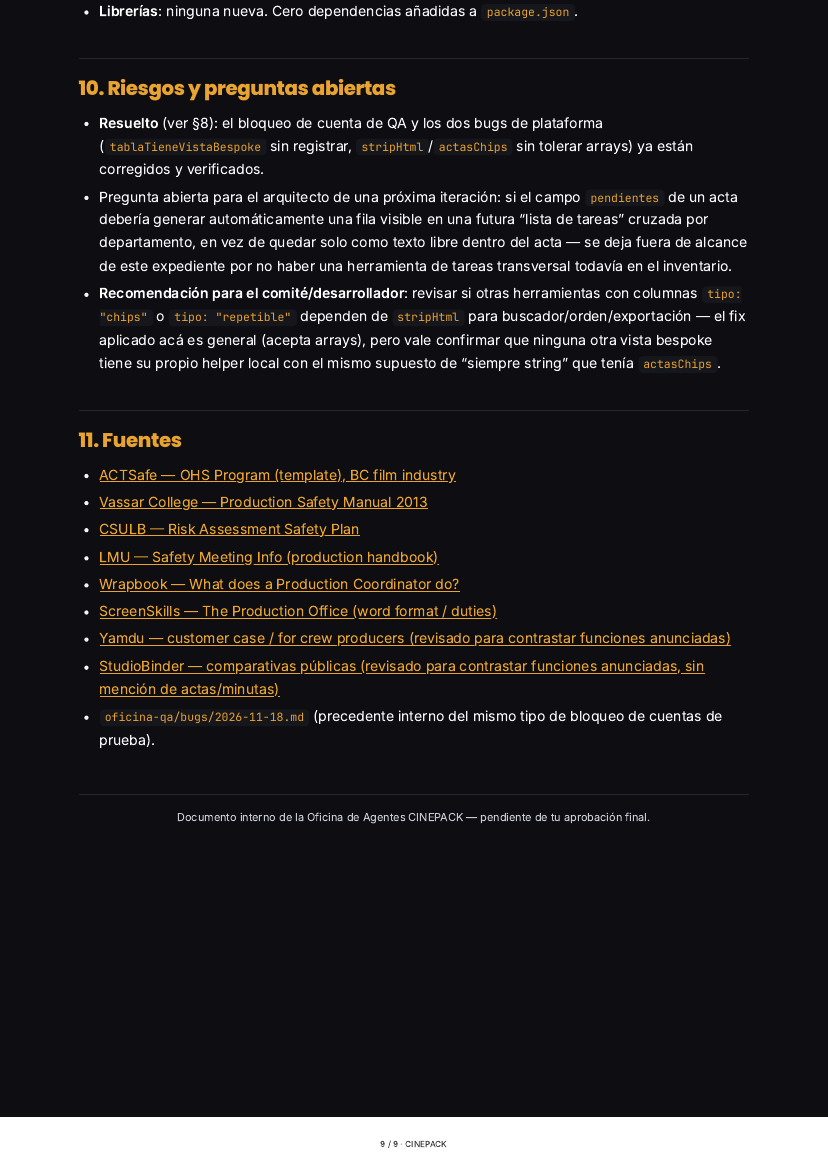 • Librerías: ninguna nueva. Cero dependencias añadidas a package.json.
10. Riesgos y preguntas abiertas
• Resuelto (ver §8): el bloqueo de cuenta de QA y los dos bugs de plataforma
( tablaTieneVistaBespoke sin registrar, stripHtml / actasChips sin tolerar arrays) ya están
corregidos y verificados.
• Pregunta abierta para el arquitecto de una próxima iteración: si el campo pendientes de un acta
debería generar automáticamente una fila visible en una futura “lista de tareas” cruzada por
departamento, en vez de quedar solo como texto libre dentro del acta — se deja fuera de alcance
de este expediente por no haber una herramienta de tareas transversal todavía en el inventario.
• Recomendación para el comité/desarrollador: revisar si otras herramientas con columnas tipo:
"chips" o tipo: "repetible" dependen de stripHtml para buscador/orden/exportación — el fix
aplicado acá es general (acepta arrays), pero vale confirmar que ninguna otra vista bespoke
tiene su propio helper local con el mismo supuesto de “siempre string” que tenía actasChips.
11. Fuentes
• ACTSafe — OHS Program (template), BC film industry
• Vassar College — Production Safety Manual 2013
• CSULB — Risk Assessment Safety Plan
• LMU — Safety Meeting Info (production handbook)
• Wrapbook — What does a Production Coordinator do?
• ScreenSkills — The Production Office (word format / duties)
• Yamdu — customer case / for crew producers (revisado para contrastar funciones anunciadas)
• StudioBinder — comparativas públicas (revisado para contrastar funciones anunciadas, sin
mención de actas/minutas)
• oficina-qa/bugs/2026-11-18.md (precedente interno del mismo tipo de bloqueo de cuentas de
prueba).
Documento interno de la Oficina de Agentes CINEPACK — pendiente de tu aprobación final.
9 / 9 · CINEPACK